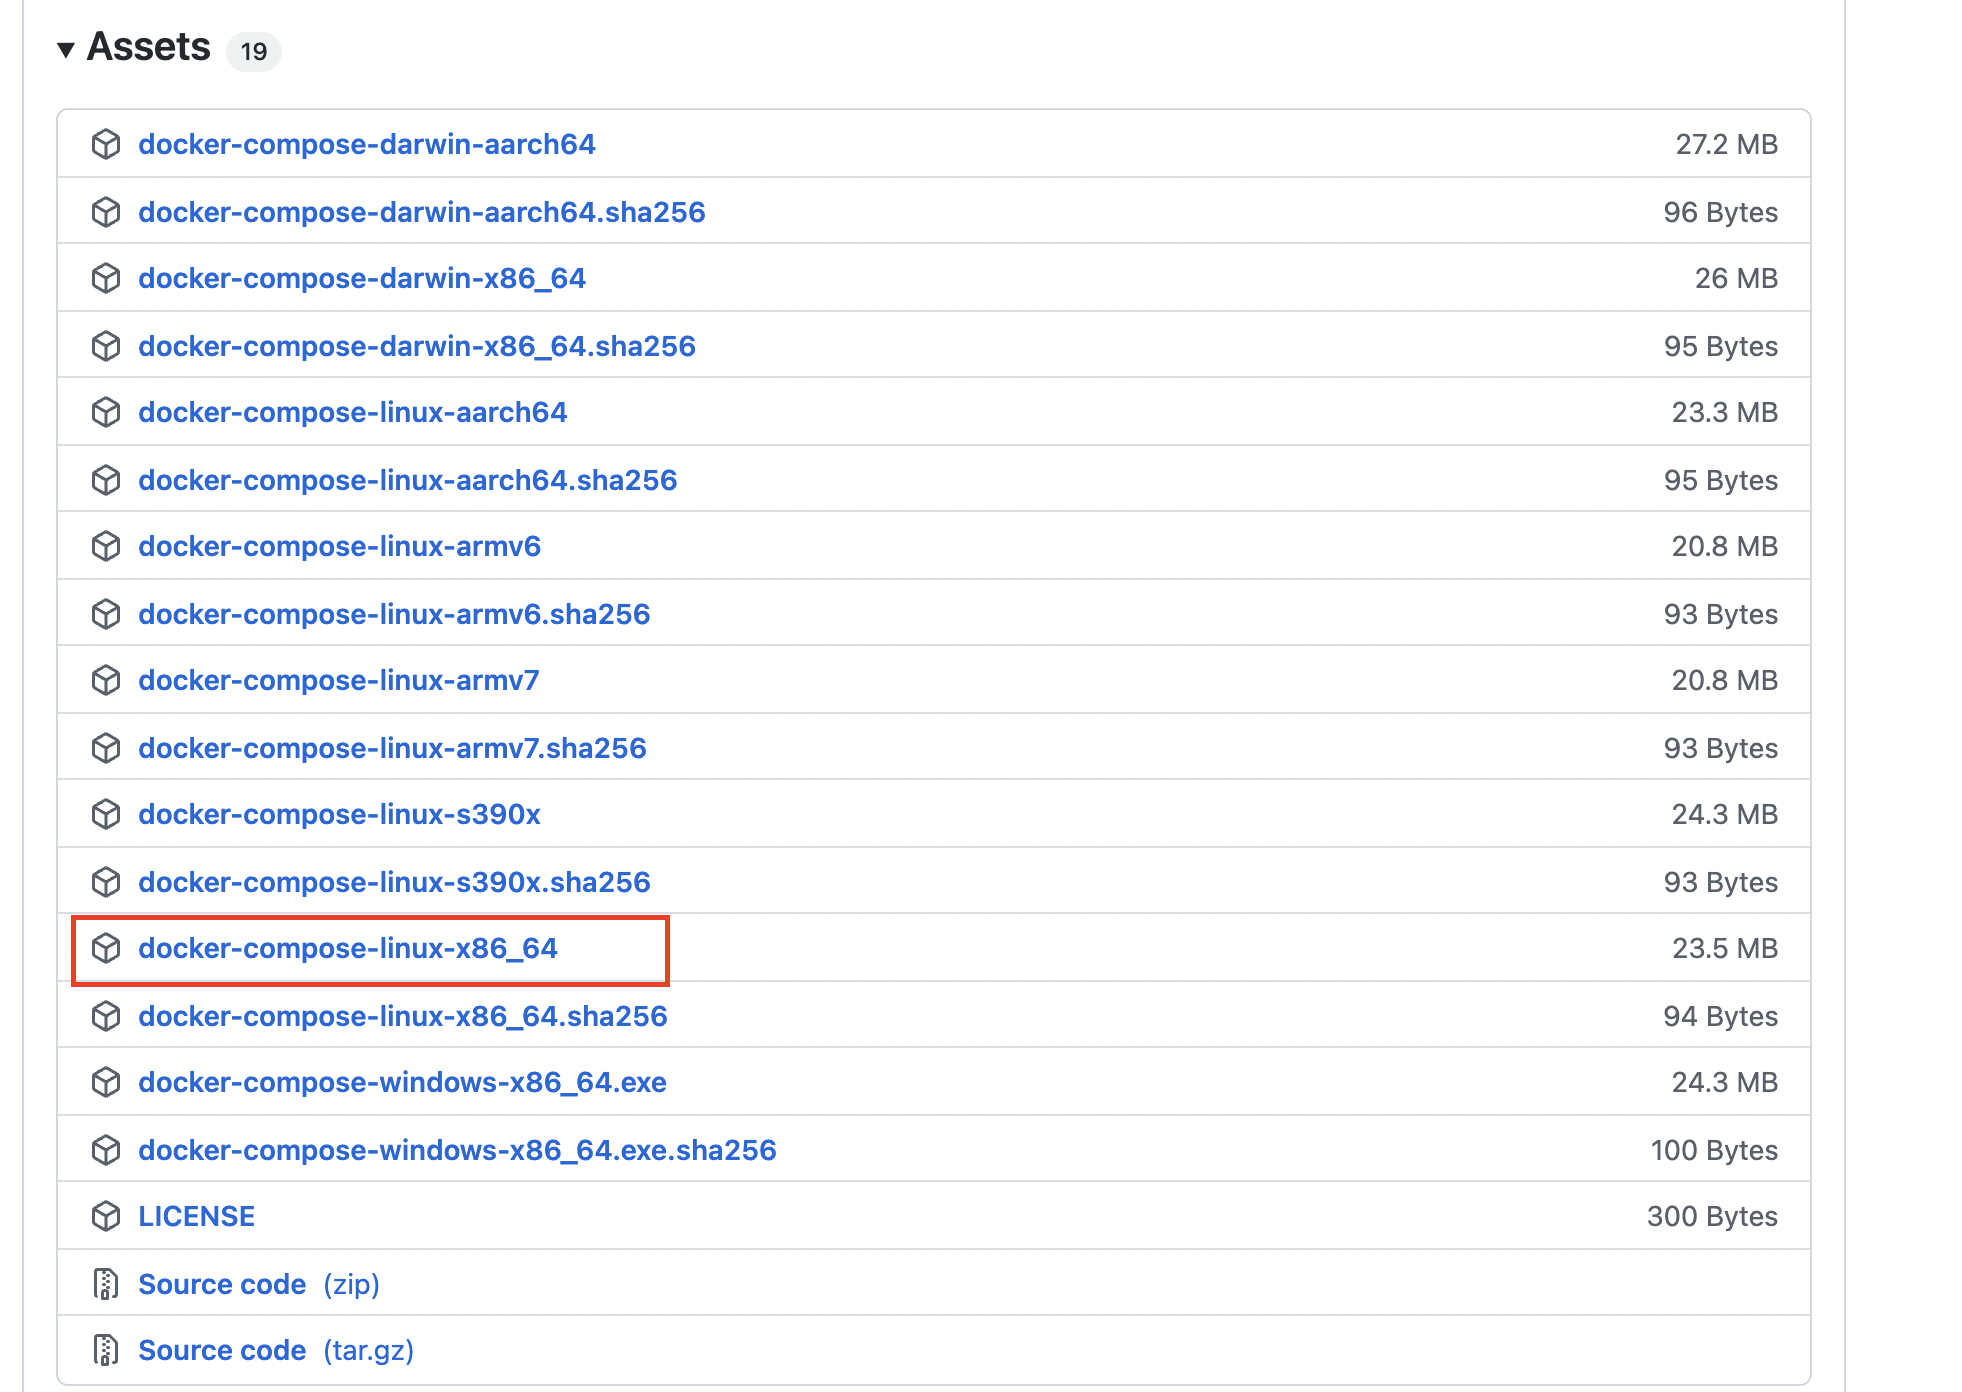 Assets 19
docker-compose-darwin-aarch64 27.2 MB
docker-compose-darwin-aarch64.sha256 96 Bytes
docker-compose-darwin-x86_64 26 MB
docker-compose-darwin-x86_64.sha256 95 Bytes
docker-compose-linux-aarch64 23.3 MB
docker-compose-linux-aarch64.sha256 95 Bytes
docker-compose-linux-armv6 20.8 MB
docker-compose-linux-armv6.sha256 93 Bytes
docker-compose-linux-armv7 20.8 MB
docker-compose-linux-armv7.sha256 93 Bytes
docker-compose-linux-s390x 24.3 MB
docker-compose-linux-s390x.sha256 93 Bytes
docker-compose-linux-x86_64 23.5 MB
docker-compose-linux-x86_64.sha256 94 Bytes
docker-compose-windows-x86_64.exe 24.3 MB
docker-compose-windows-x86_64.exe.sha256 100 Bytes
LICENSE 300 Bytes
Source code (zip)
Source code (tar.gz)